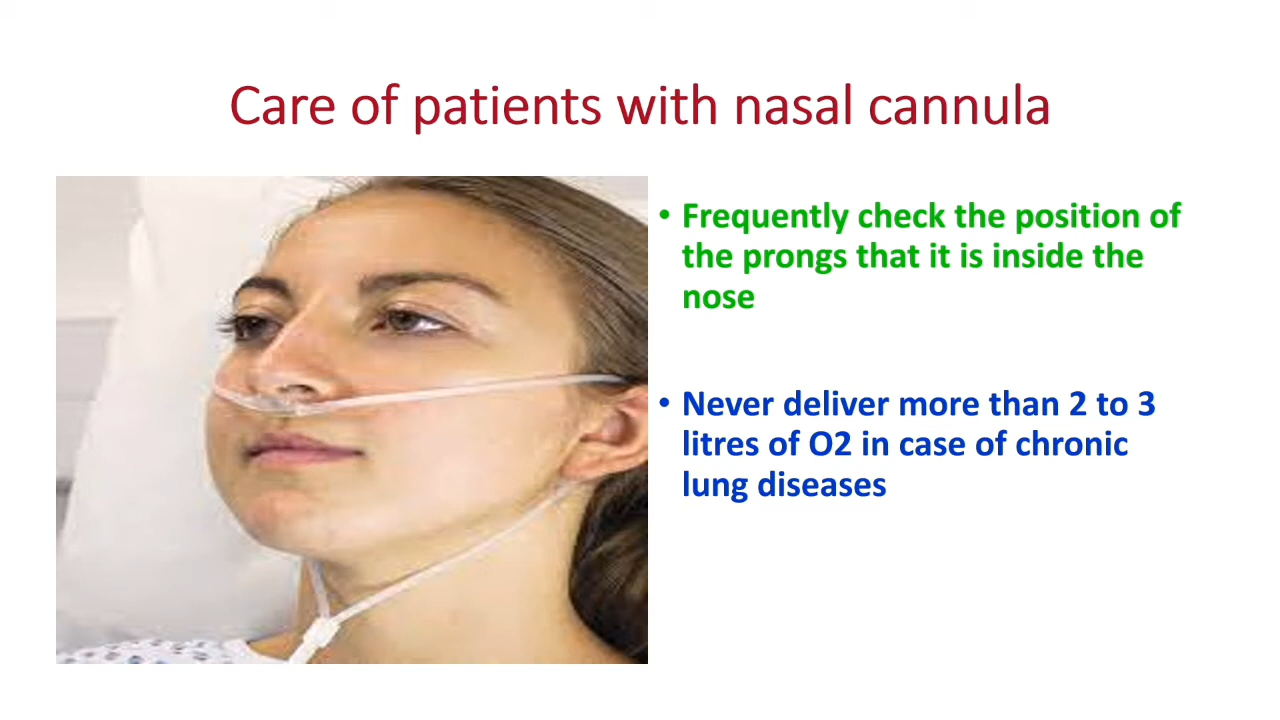 Care of patients with nasal cannula
• Frequently check the position of
the prongs that it is inside the
nose
• Never deliver more than 2 to 3
litres of O2 in case of chronic
lung diseases